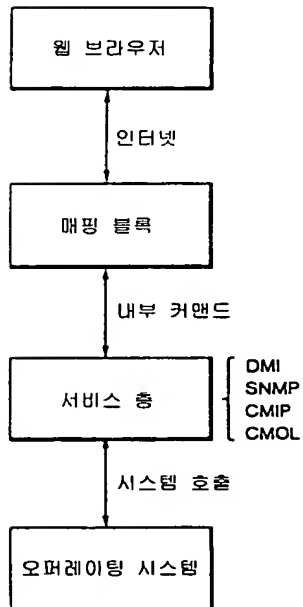 웹 브라우저
인터넷
매핑 블록
내부 커맨드
서비스 층
DMI
SNMP
CMIP
CMOL
시스템 호출
오퍼레이팅 시스템